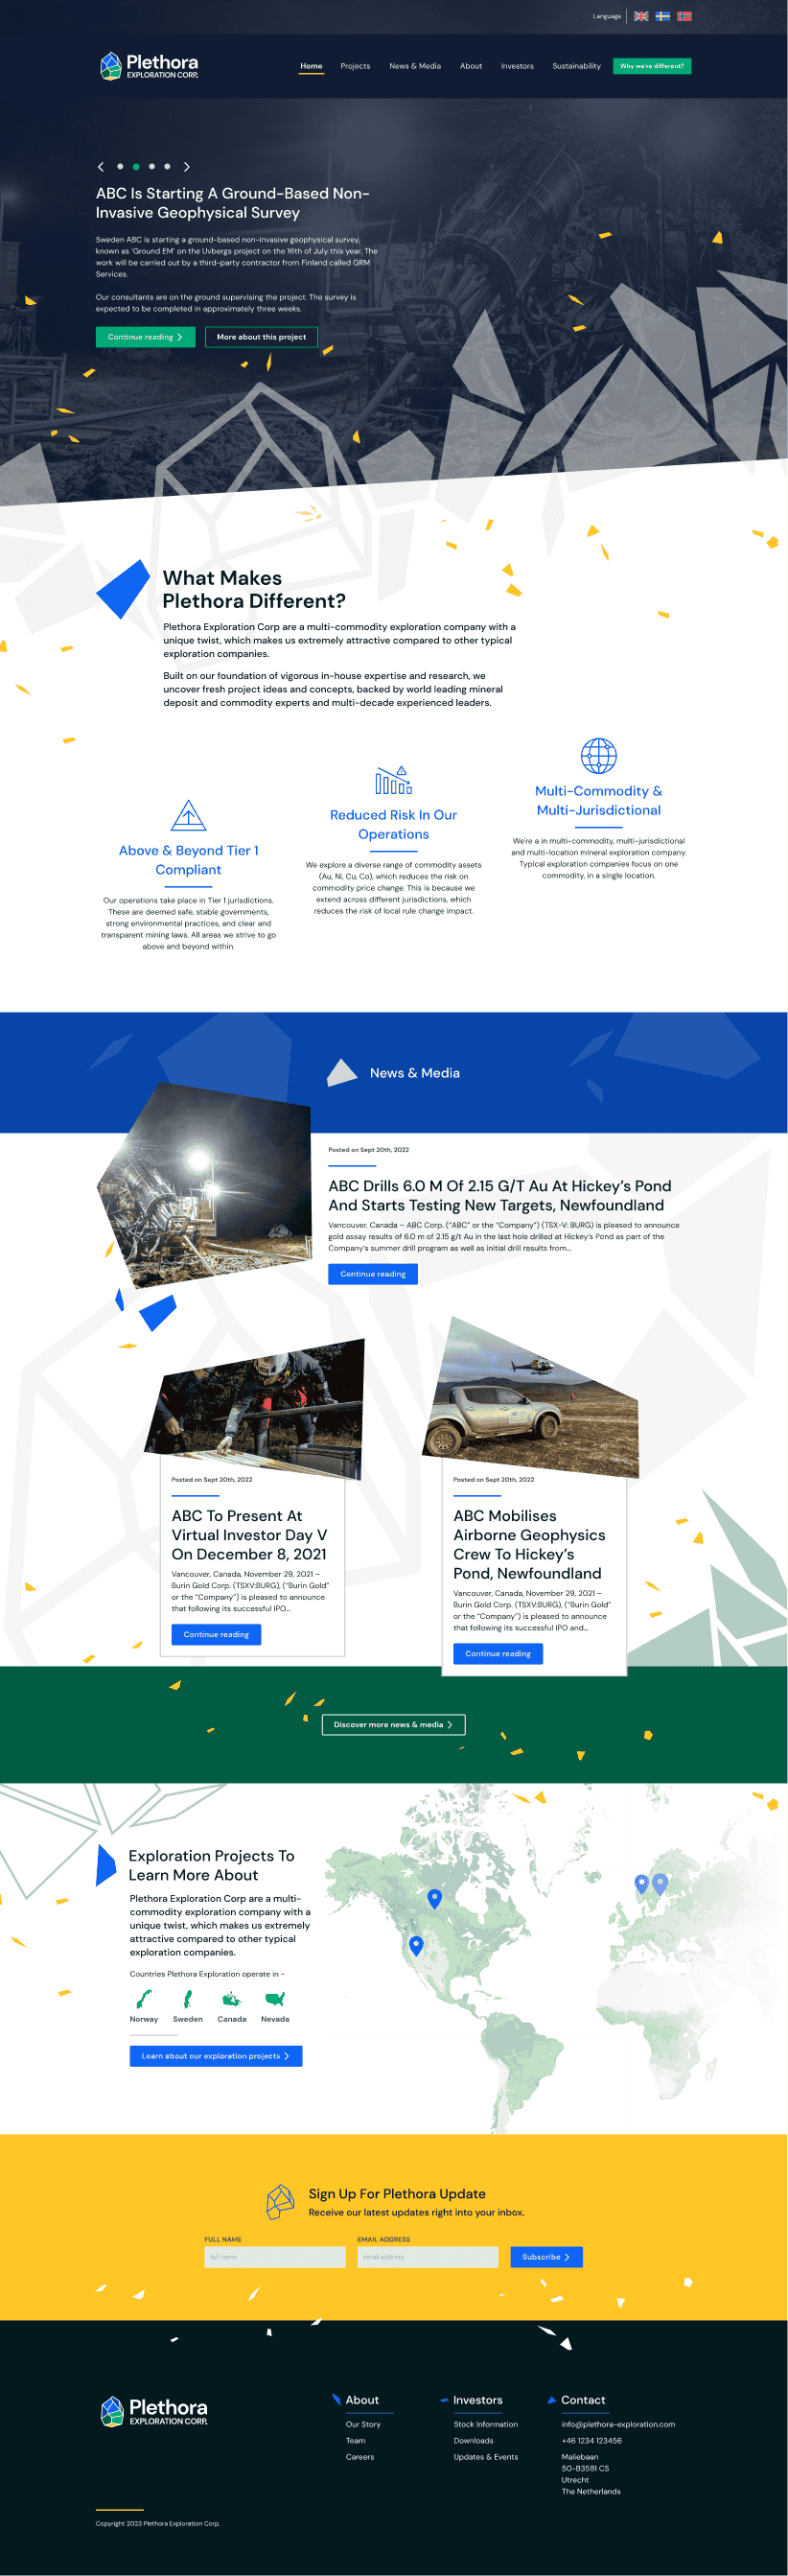 Language
Plethora
EXPLORATION CORP.
Home
Projects
News & Media
About
Investors
Sustainability
Why we're different?
ABC Is Starting A Ground-Based Non-
Invasive Geophysical Survey
Sweden ABC is starting a ground-based non-invasive geophysical survey,
known as 'Ground EM' on the Uvbergs project on the 16th of July this year. The
work will be carried out by a third-party contractor from Finland called GRM
Services.
Our consultants are on the ground supervising the project. The survey is
expected to be completed in approximately three weeks.
Continue reading
More about this project
What Makes
Plethora Different?
Plethora Exploration Corp are a multi-commodity exploration company with a
unique twist, which makes us extremely attractive compared to other typical
exploration companies.
Built on our foundation of vigorous in-house expertise and research, we
uncover fresh project ideas and concepts, backed by world leading mineral
deposit and commodity experts and multi-decade experienced leaders.
Above & Beyond Tier 1
Compliant
Our operations take place in Tier 1 jurisdictions.
These are deemed safe, stable governments,
strong environmental practices, and clear and
transparent mining laws. All areas we strive to go
above and beyond within.
Reduced Risk In Our
Operations
We explore a diverse range of commodity assets
(Au, Ni, Cu, Co), which reduces the risk on
commodity price change. This is because we
extend across different jurisdictions, which
reduces the risk of local rule change impact.
Multi-Commodity &
Multi-Jurisdictional
We're a in multi-commodity, multi-jurisdictional
and multi-location mineral exploration company.
Typical exploration companies focus on one
commodity, in a single location.
News & Media
Posted on Sept 20th, 2022
ABC Drills 6.0 M Of 2.15 G/T Au At Hickey's Pond
And Starts Testing New Targets, Newfoundland
Vancouver, Canada – ABC Corp. ("ABC" or the "Company") (TSX-V: BURG) is pleased to announce
gold assay results of 6.0 m of 2.15 g/t Au in the last hole drilled at Hickey's Pond as part of the
Company's summer drill program as well as initial drill results from...
Continue reading
Posted on Sept 20th, 2022
ABC To Present At
Virtual Investor Day V
On December 8, 2021
Vancouver, Canada, November 29, 2021 –
Burin Gold Corp. (TSXV:BURG), ("Burin Gold"
or the "Company") is pleased to announce
that following its successful IPO...
Continue reading
Posted on Sept 20th, 2022
ABC Mobilises
Airborne Geophysics
Crew To Hickey's
Pond, Newfoundland
Vancouver, Canada, November 29, 2021 –
Burin Gold Corp. (TSXV:BURG), ("Burin Gold"
or the "Company") is pleased to announce
that following its successful IPO and...
Continue reading
Discover more news & media
Exploration Projects To
Learn More About
Plethora Exploration Corp are a multi-
commodity exploration company with a
unique twist, which makes us extremely
attractive compared to other typical
exploration companies.
Countries Plethora Exploration operate in -
Norway
Sweden
Canada
Nevada
Learn about our exploration projects
Sign Up For Plethora Update
Receive our latest updates right into your inbox.
FULL NAME
EMAIL ADDRESS
full name
email address
Subscribe
Plethora
EXPLORATION CORP.
About
Our Story
Team
Careers
Investors
Stock Information
Downloads
Updates & Events
Contact
info@plethora-exploration.com
+46 1234 123456
Maliebaan
50-83581 CS
Utrecht
The Netherlands
Copyright 2023 Plethora Exploration Corp.